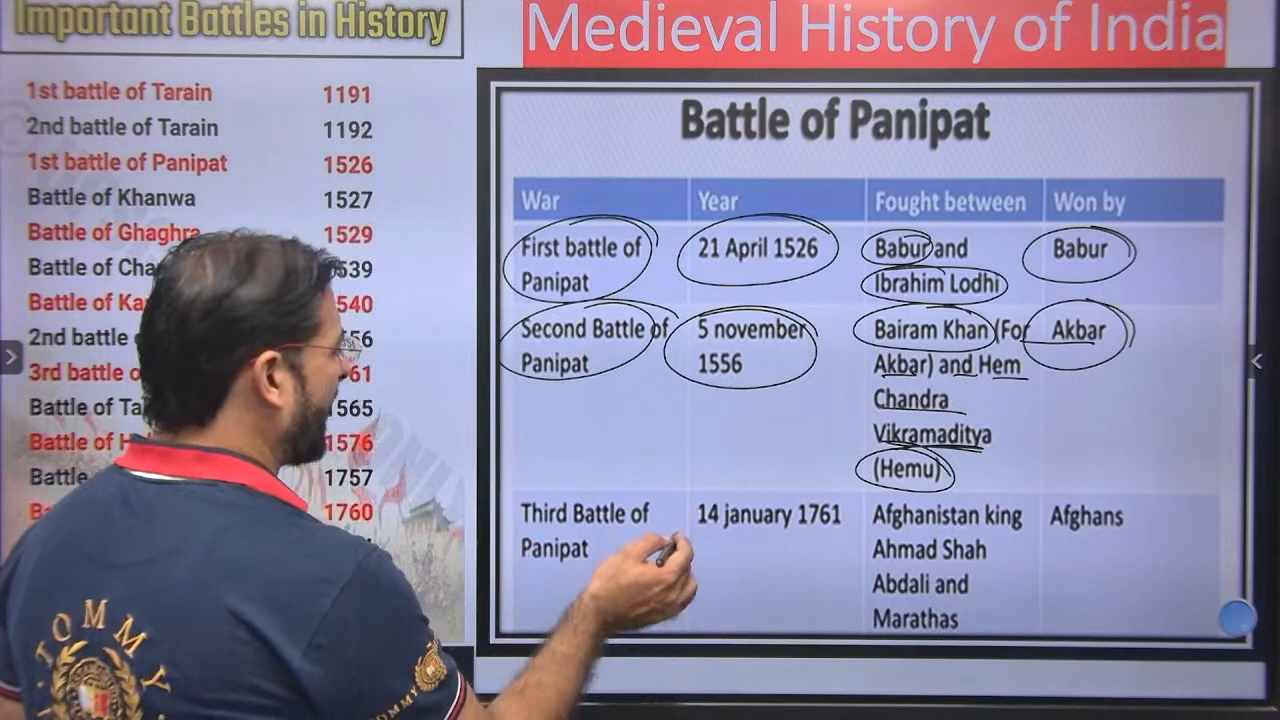 Important Battles in History
1st battle of Tarain 1191
2nd battle of Tarain 1192
1st battle of Panipat 1526
Battle of Khanwa 1527
Battle of Ghaghra 1529
Battle of Cha 1539
Battle of Ka 1540
2nd battle 56
3rd battle o 61
Battle of Ta 1565
Battle of H 1576
Battle 1757
1760
Medieval History of India
Battle of Panipat
War Year Fought between Won by
First battle of 21 April 1526 Babur and Babur
Panipat Ibrahim Lodhi
Second Battle of 5 november Bairam Khan (For Akbar
Panipat 1556 Akbar) and Hem
Chandra
Vikramaditya
(Hemu)
Third Battle of 14 january 1761 Afghanistan king Afghans
Panipat Ahmad Shah
Abdali and
Marathas
TOMMY
TOMMY